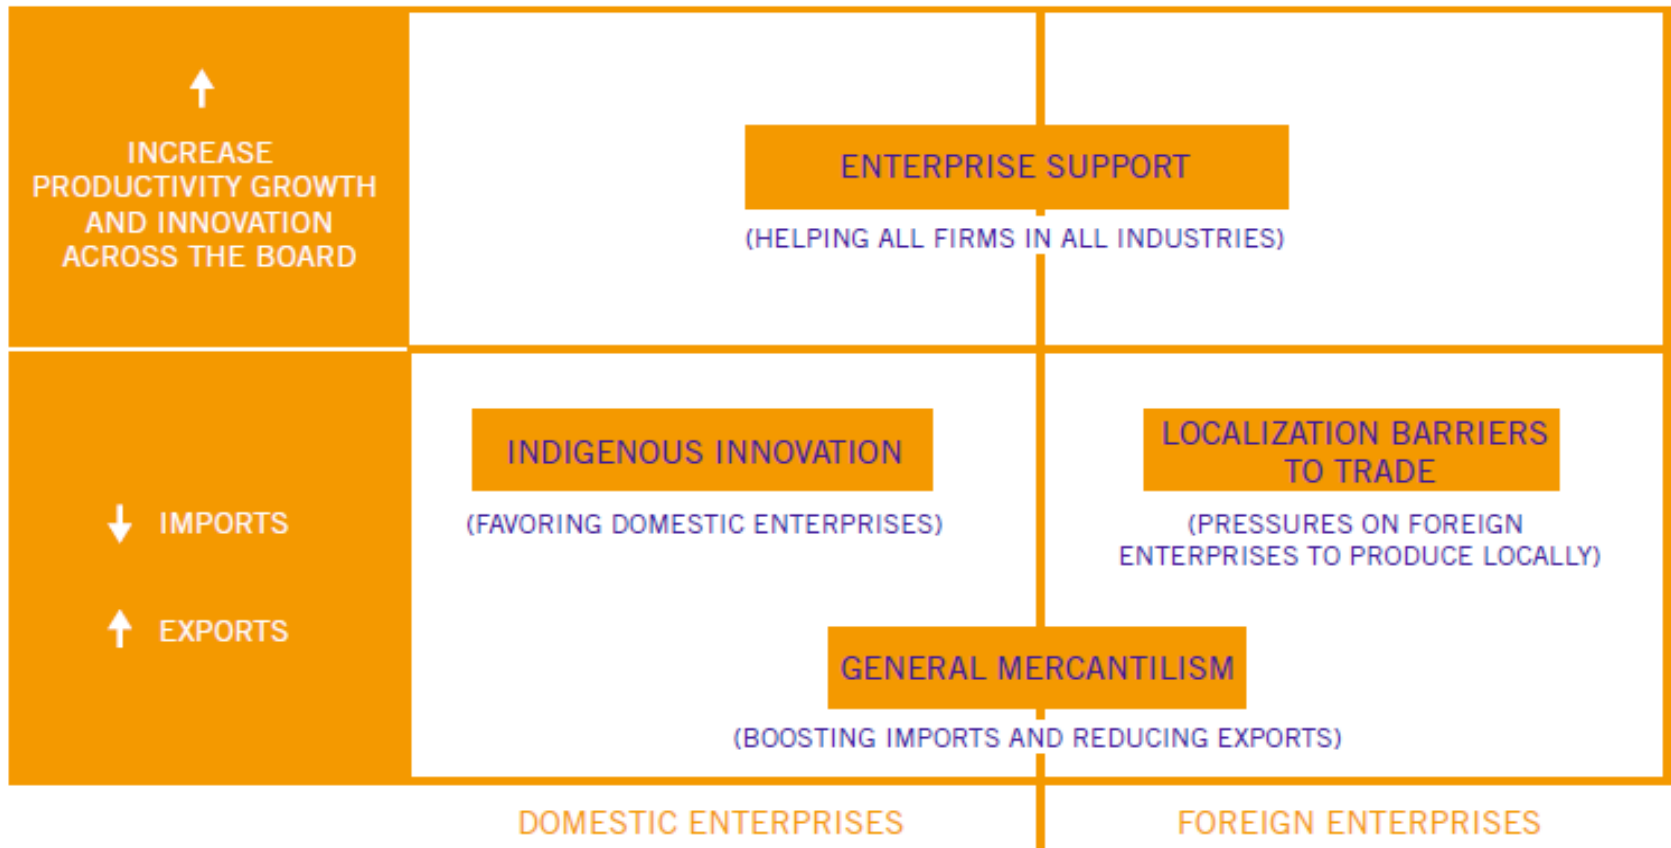 INCREASE
PRODUCTIVITY GROWTH
AND INNOVATION
ACROSS THE BOARD
ENTERPRISE SUPPORT
(HELPING ALL FIRMS IN ALL INDUSTRIES)
IMPORTS
EXPORTS
INDIGENOUS INNOVATION
(FAVORING DOMESTIC ENTERPRISES)
LOCALIZATION BARRIERS
TO TRADE
(PRESSURES ON FOREIGN
ENTERPRISES TO PRODUCE LOCALLY)
GENERAL MERCANTILISM
(BOOSTING IMPORTS AND REDUCING EXPORTS)
DOMESTIC ENTERPRISES
FOREIGN ENTERPRISES